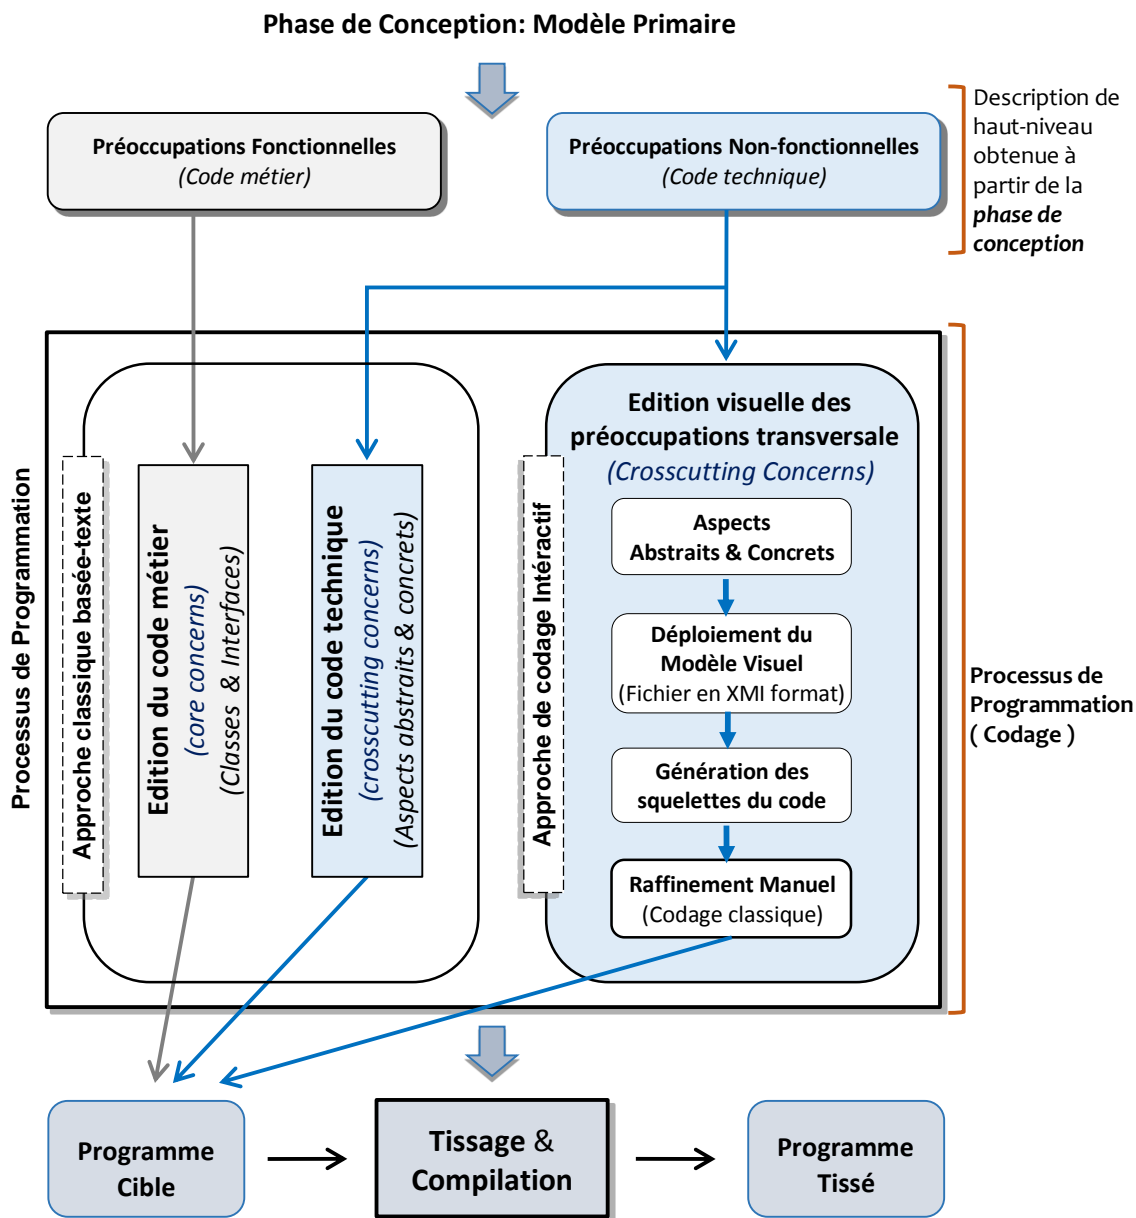 Phase de Conception: Modèle Primaire
Préoccupations Fonctionnelles
(Code métier)
Préoccupations Non-fonctionnelles
(Code technique)
Description de
haut-niveau
obtenue à
partir de la
phase de
conception
Processus de Programmation
Approche classique basée-texte
Edition du code métier
(core concerns)
(Classes & Interfaces)
Edition du code technique
(crosscutting concerns)
(Aspects abstraits & concrets)
Approche de codage Intéractif
Edition visuelle des
préoccupations transversale
(Crosscutting Concerns)
Aspects
Abstraits & Concrets
Déploiement du
Modèle Visuel
(Fichier en XMI format)
Génération des
squelettes du code
Raffinement Manuel
(Codage classique)
Processus de
Programmation
( Codage )
Programme
Cible
Tissage &
Compilation
Programme
Tissé